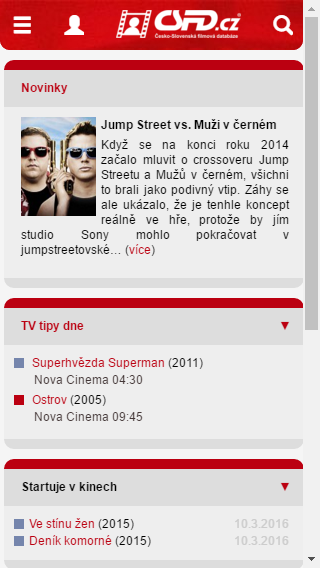 ČSFD.cz
Česko-Slovenská filmová databáze
Novinky
Jump Street vs. Muži v černém
Když se na konci roku 2014
začalo mluvit o crossoveru Jump
Streetu a Mužů v černém, všichni
to brali jako podivný vtip. Záhy se
ale ukázalo, že je tenhle koncept
reálně ve hře, protože by jím
studio Sony mohlo pokračovat v
jumpstreetovské... (více)
TV tipy dne
Superhvězda Superman (2011)
Nova Cinema 04:30
Ostrov (2005)
Nova Cinema 09:45
Startuje v kinech
Ve stínu žen (2015) 10.3.2016
Deník komorné (2015) 10.3.2016